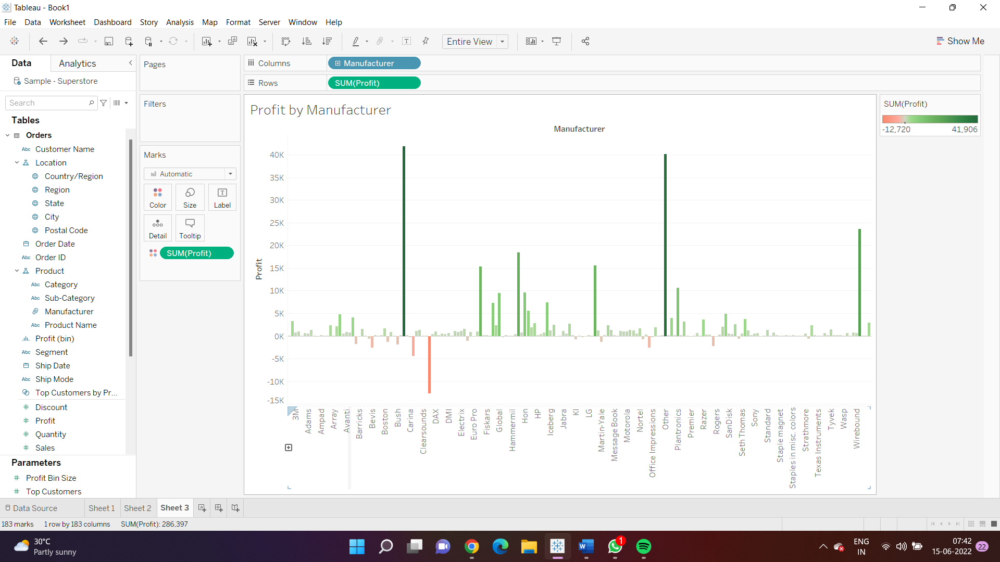 Tableau - Book1
File Data Worksheet Dashboard Story Analysis Map Format Server Window Help
Entire View
Show Me
Data Analytics
Sample - Superstore
Search
Tables
Orders
Abc Customer Name
Location
Country/Region
Region
State
City
Postal Code
Order Date
Abc Order ID
Product
Abc Category
Abc Sub-Category
Manufacturer
Abc Product Name
Profit (bin)
Abc Segment
Ship Date
Abc Ship Mode
Top Customers by Pr...
# Discount
# Profit
# Quantity
# Sales
Parameters
# Profit Bin Size
# Top Customers
Pages
Filters
Marks
Automatic
Color Size Label
Detail Tooltip
SUM(Profit)
Columns Manufacturer
Rows SUM(Profit)
Profit by Manufacturer
Manufacturer
Profit
40K
35K
30K
25K
20K
15K
10K
5K
0K
-5K
-10K
-15K
3M
Adams
Ampad
Array
Avanti
Barricks
Bevis
Boston
Bush
Carina
Clearsounds
DAX
DMI
Electrix
Euro Pro
Fiskars
Global
Hammermil
Hon
HP
Iceberg
Jabra
KI
LG
Martin-Yale
Message Book
Motorola
Nortel
Office Impressions
Other
Plantronics
Premier
Razer
Rogers
SanDisk
Seth Thomas
Sony
Standard
Staple magnet
Staples in misc. colors
Strathmore
Texas Instruments
Tyvek
Wasp
Wirebound
SUM(Profit)
-12,720 41,906
Data Source Sheet 1 Sheet 2 Sheet 3
183 marks 1 row by 183 columns SUM(Profit): 286,397
30°C
Partly sunny
1
ENG
IN
07:42
15-06-2022
22